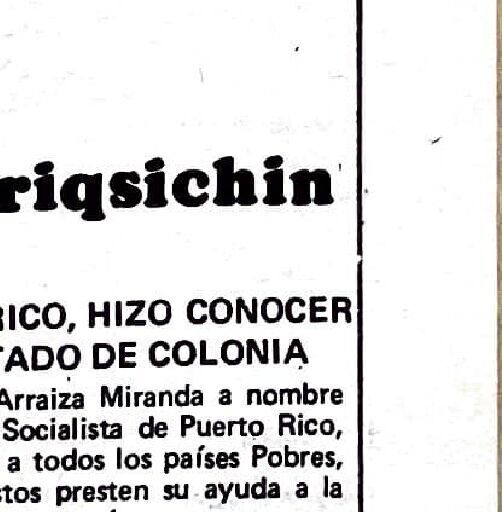 riqsichin
RICO, HIZO CONOCER
TADO DE COLONIA
Arraiza Miranda a nombre
Socialista de Puerto Rico,
a todos los países Pobres,
stos presten su ayuda a la